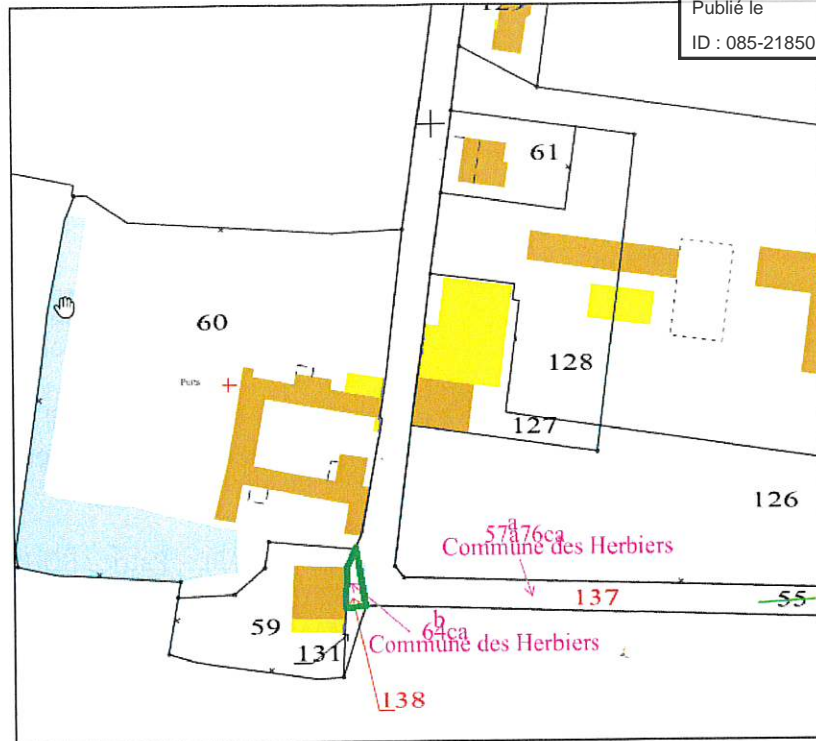 Publié le
ID : 085-21850
61
60
Puits
128
127
126
a
57a76ca
Commune des Herbiers
137
55
b
64ca
Commune des Herbiers
59
131
138